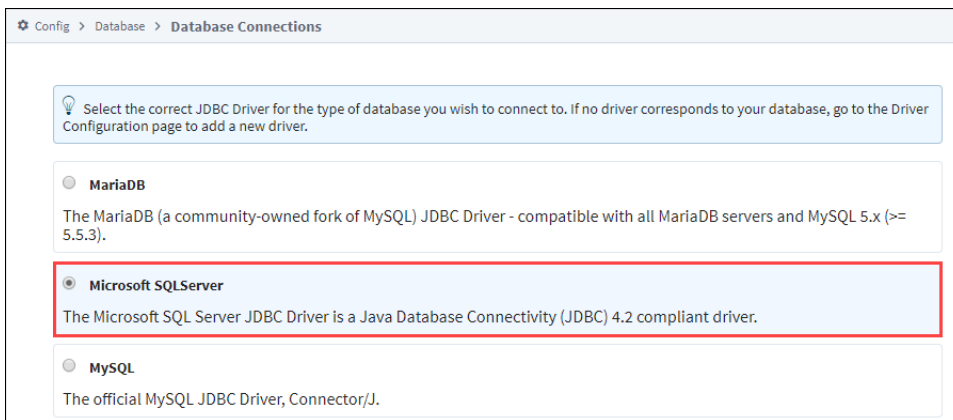 Config > Database > Database Connections
Select the correct JDBC Driver for the type of database you wish to connect to. If no driver corresponds to your database, go to the Driver
Configuration page to add a new driver.
MariaDB
The MariaDB (a community-owned fork of MySQL) JDBC Driver - compatible with all MariaDB servers and MySQL 5.x (>=
5.5.3).
Microsoft SQLServer
The Microsoft SQL Server JDBC Driver is a Java Database Connectivity (JDBC) 4.2 compliant driver.
MySQL
The official MySQL JDBC Driver, Connector/J.